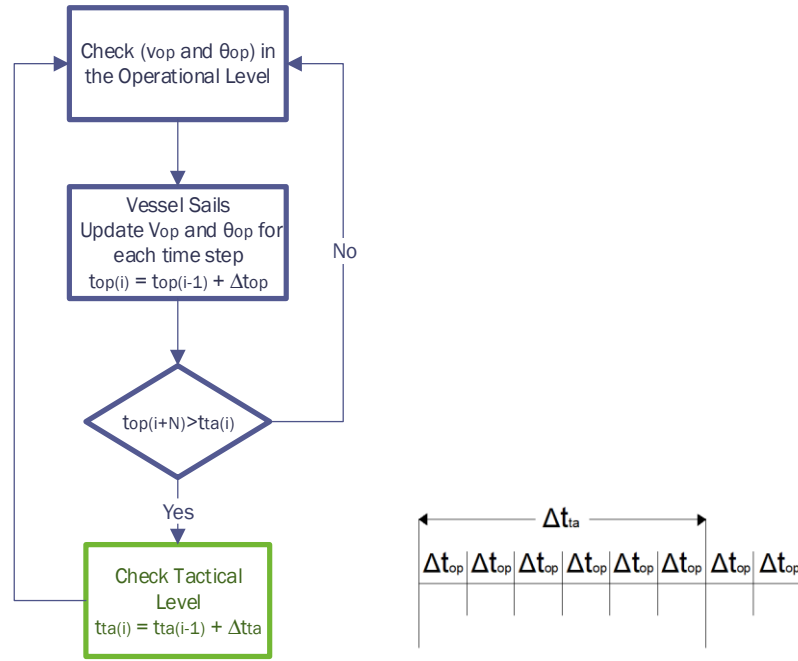 Check (vop and θop) in
the Operational Level
Vessel Sails
Update Vop and θop for
each time step
top(i) = top(i-1) + Δtop
No
top(i+N)>tta(i)
Yes
Check Tactical
Level
tta(i) = tta(i-1) + Δtta
Δtta
Δtop Δtop Δtop Δtop Δtop Δtop Δtop Δtop